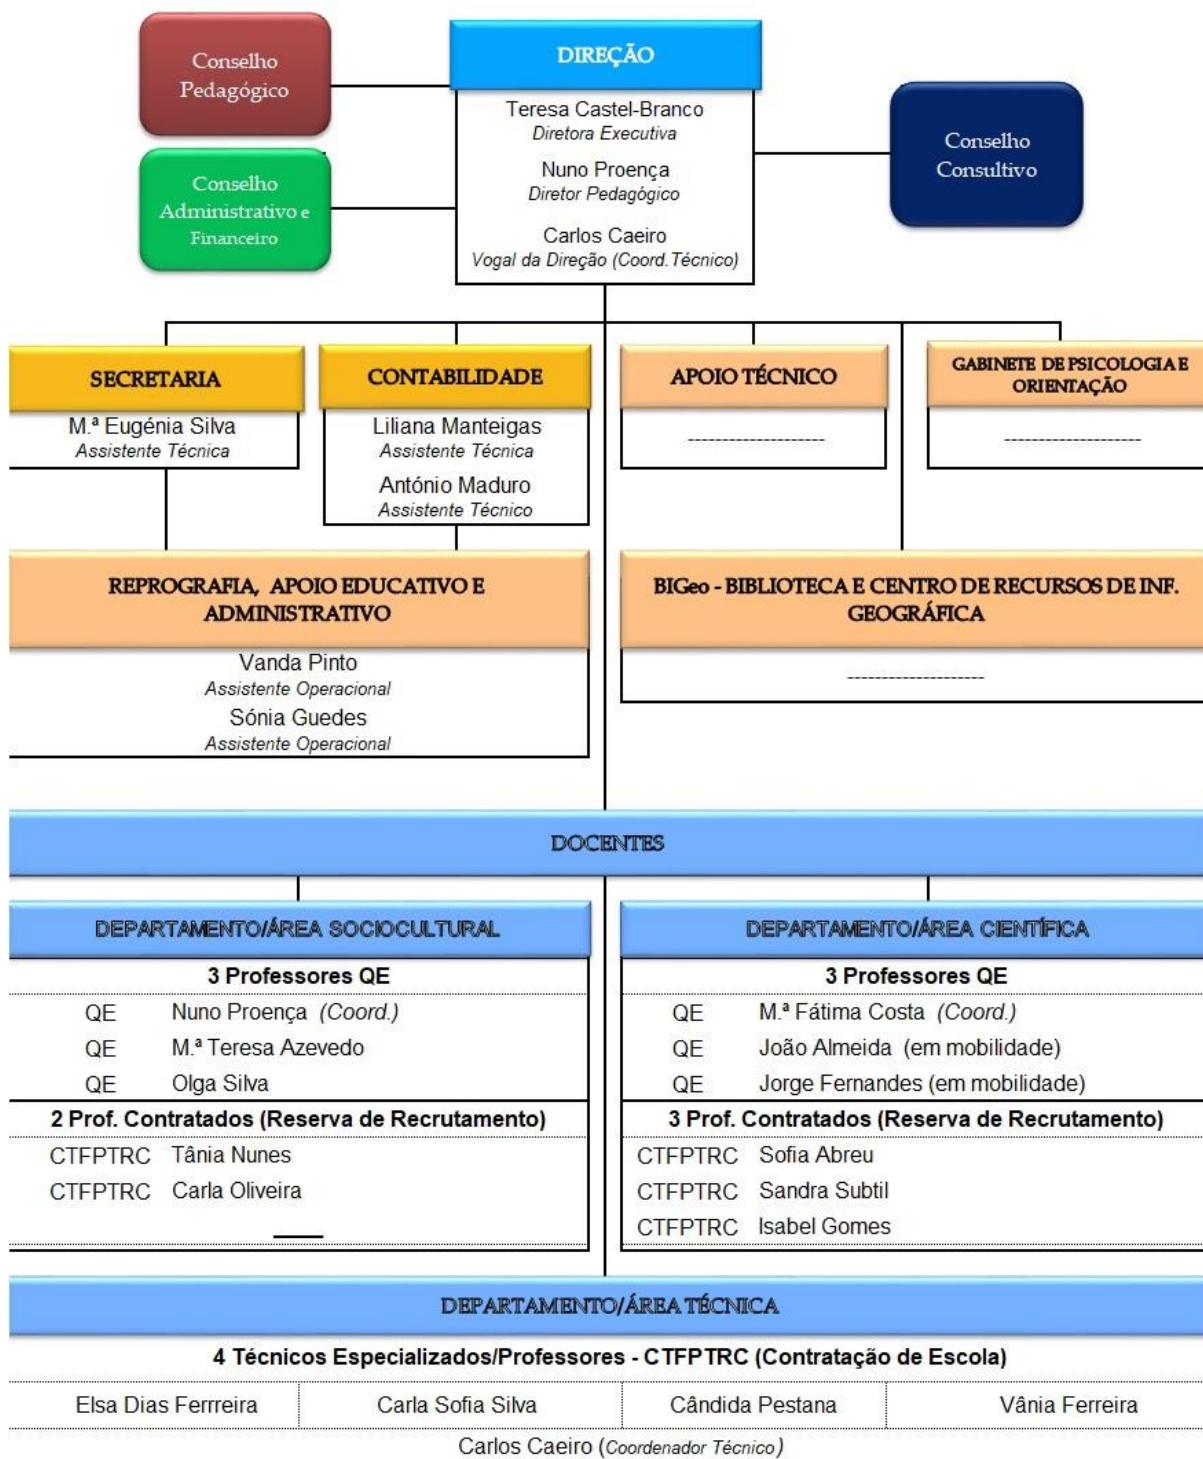 Conselho
Pedagógico
DIREÇÃO
Teresa Castel-Branco
Diretora Executiva
Nuno Proença
Diretor Pedagógico
Carlos Caeiro
Vogal da Direção (Coord.Técnico)
Conselho
Consultivo
Conselho
Administrativo e
Financeiro
SECRETARIA
M.ª Eugénia Silva
Assistente Técnica
CONTABILIDADE
Liliana Manteigas
Assistente Técnica
António Maduro
Assistente Técnico
APOIO TÉCNICO
--------------------
GABINETE DE PSICOLOGIA E
ORIENTAÇÃO
--------------------
REPROGRAFIA, APOIO EDUCATIVO E
ADMINISTRATIVO
Vanda Pinto
Assistente Operacional
Sónia Guedes
Assistente Operacional
BIGeo - BIBLIOTECA E CENTRO DE RECURSOS DE INF.
GEOGRÁFICA
--------------------
DOCENTES
DEPARTAMENTO/ÁREA SOCIOCULTURAL
3 Professores QE
QE Nuno Proença (Coord.)
QE M.ª Teresa Azevedo
QE Olga Silva
2 Prof. Contratados (Reserva de Recrutamento)
CTFPTRC Tânia Nunes
CTFPTRC Carla Oliveira
DEPARTAMENTO/ÁREA CIENTÍFICA
3 Professores QE
QE M.ª Fátima Costa (Coord.)
QE João Almeida (em mobilidade)
QE Jorge Fernandes (em mobilidade)
3 Prof. Contratados (Reserva de Recrutamento)
CTFPTRC Sofia Abreu
CTFPTRC Sandra Subtil
CTFPTRC Isabel Gomes
DEPARTAMENTO/ÁREA TÉCNICA
4 Técnicos Especializados/Professores - CTFPTRC (Contratação de Escola)
Elsa Dias Ferrreira Carla Sofia Silva Cândida Pestana Vânia Ferreira
Carlos Caeiro (Coordenador Técnico)